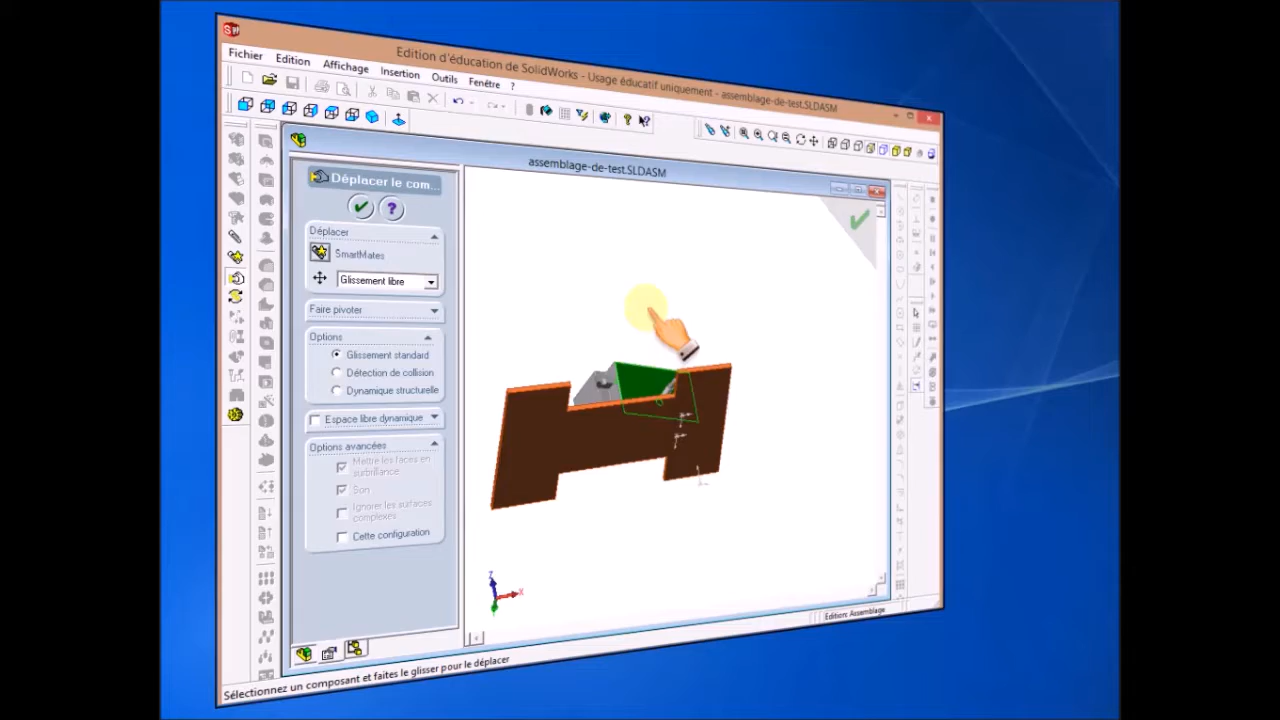 Edition d'éducation de SolidWorks - Usage éducatif uniquement - assemblage-de-test.SLDASM
Fichier Edition Affichage Insertion Outils Fenêtre ?
assemblage-de-test.SLDASM
Déplacer le com...
Déplacer
SmartMates
Glissement libre
Faire pivoter
Options
Glissement standard
Détection de collision
Dynamique structurelle
Espace libre dynamique
Options avancées
Mettre les faces en
surbrillance
Son
Ignorer les surfaces
complexes
Cette configuration
Z
X
Edition: Assemblage
Sélectionnez un composant et faites le glisser pour le déplacer